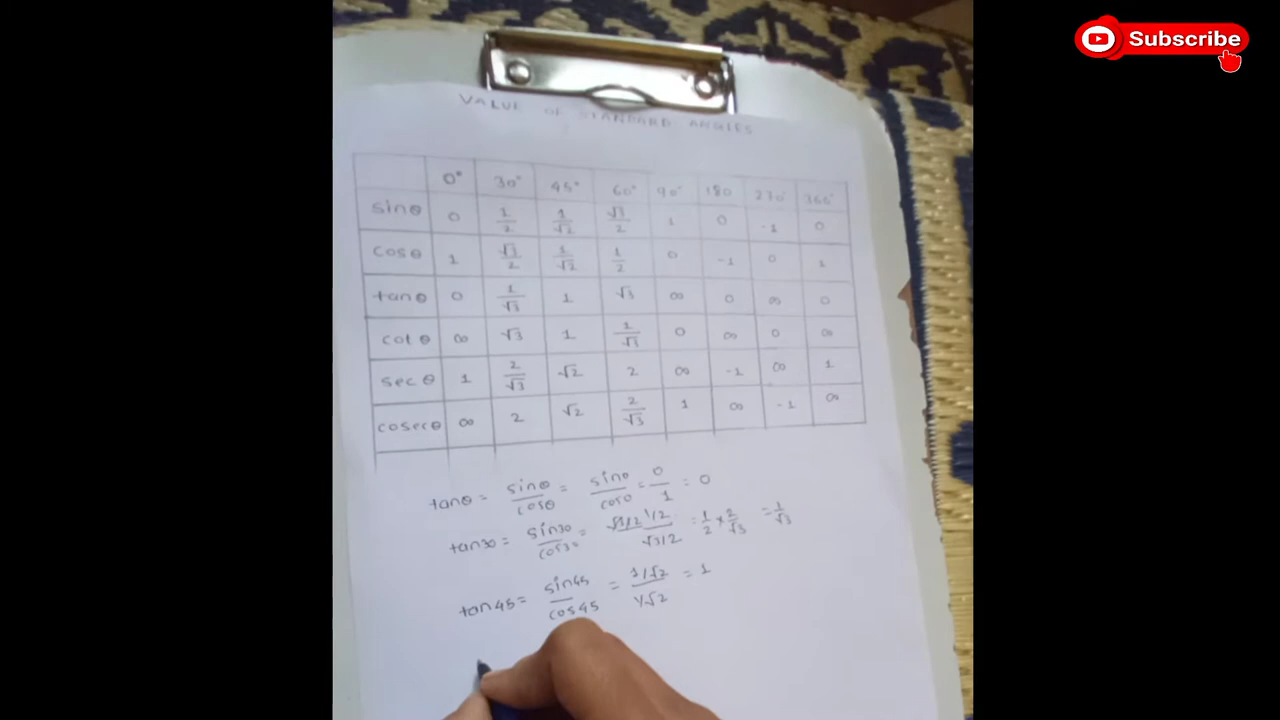 Subscribe
VALUE OF STANDARD ANGLES
0° 30° 45° 60° 90° 180 270° 360°
sinθ 0 1/2 1/√2 √3/2 1 0 -1 0
cosθ 1 √3/2 1/√2 1/2 0 -1 0 1
tanθ 0 1/√3 1 √3 ∞ 0 ∞ 0
cotθ ∞ √3 1 1/√3 0 ∞ 0 ∞
secθ 1 2/√3 √2 2 ∞ -1 ∞ 1
cosecθ ∞ 2 √2 2/√3 1 ∞ -1 ∞
tanθ = sinθ/cosθ = sin0/cos0 = 0/1 = 0
tan30 = sin30/cos30 = 1/2/√3/2 = 1/2 × 2/√3 = 1/√3
tan45 = sin45/cos45 = 1/√2/1/√2 = 1